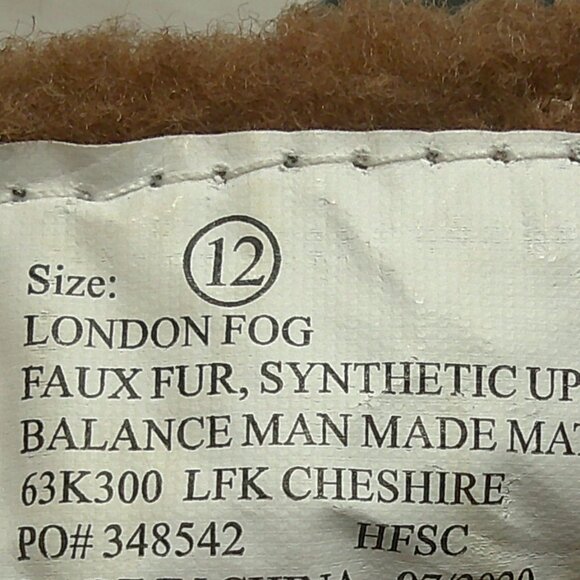 Size: 12
LONDON FOG
FAUX FUR, SYNTHETIC UP
BALANCE MAN MADE MAT
63K300 LFK CHESHIRE
PO# 348542 HFSC